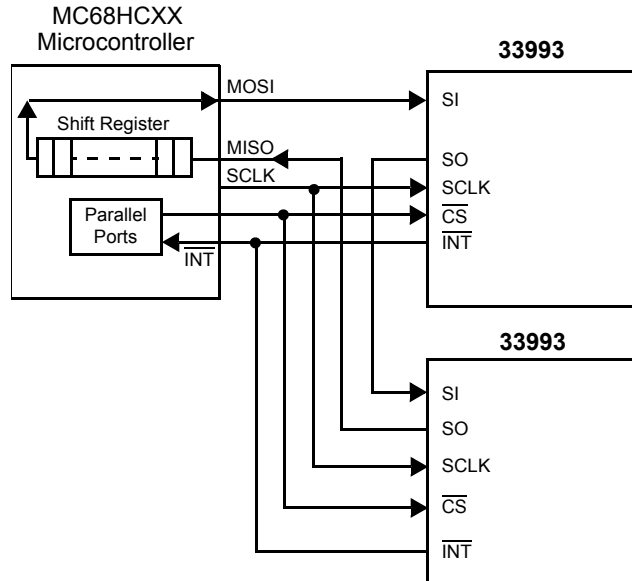 MC68HCXX
Microcontroller
33993
MOSI
SI
Shift Register
MISO
SO
SCLK
SCLK
Parallel
Ports
CS
INT
INT
33993
SI
SO
SCLK
CS
INT